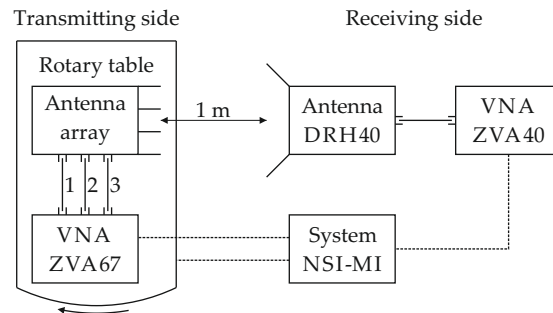 Transmitting side
Receiving side
Rotary table
Antenna
array
1 m
Antenna
DRH40
VNA
ZVA40
1 2 3
VNA
ZVA67
System
NSI-MI